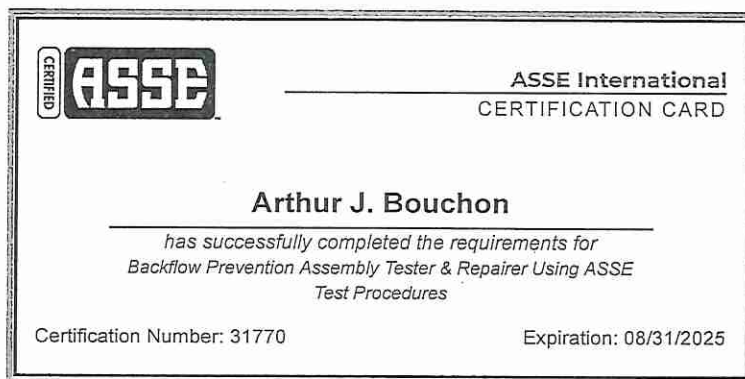 CERTIFIED
ASSE
ASSE International
CERTIFICATION CARD
Arthur J. Bouchon
has successfully completed the requirements for
Backflow Prevention Assembly Tester & Repairer Using ASSE
Test Procedures
Certification Number: 31770
Expiration: 08/31/2025